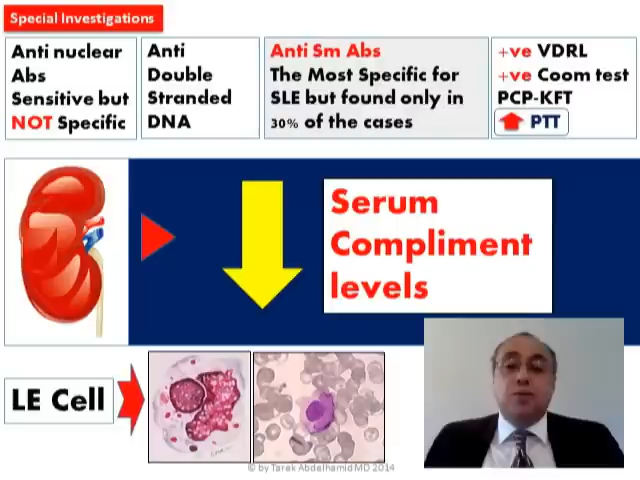 Special Investigations
Anti nuclear
Abs
Sensitive but
NOT Specific
Anti
Double
Stranded
DNA
Anti Sm Abs
The Most Specific for
SLE but found only in
30% of the cases
+ve VDRL
+ve Coom test
PCP-KFT
PTT
Serum
Compliment
levels
LE Cell
© by Tarek Abdelhamid MD 2014